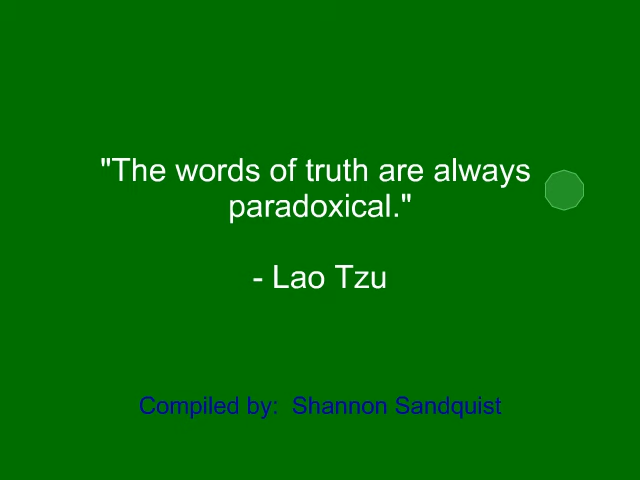 "The words of truth are always
paradoxical."
- Lao Tzu
Compiled by:  Shannon Sandquist